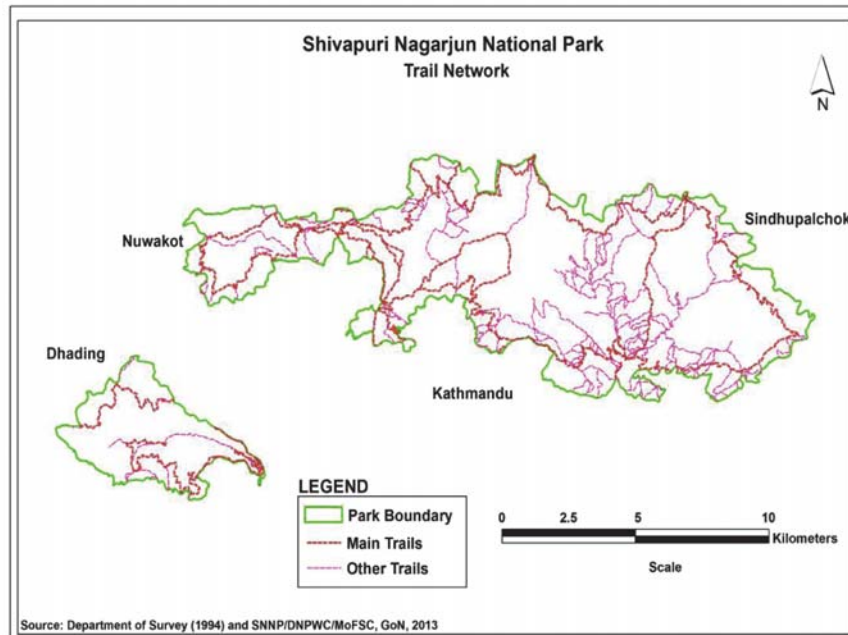 Shivapuri Nagarjun National Park
Trail Network
N
Sindhupalchok
Nuwakot
Dhading
Kathmandu
LEGEND
Park Boundary
Main Trails
Other Trails
0 2.5 5 10
Kilometers
Scale
Source: Department of Survey (1994) and SNNP/DNPWC/MoFSC, GoN, 2013